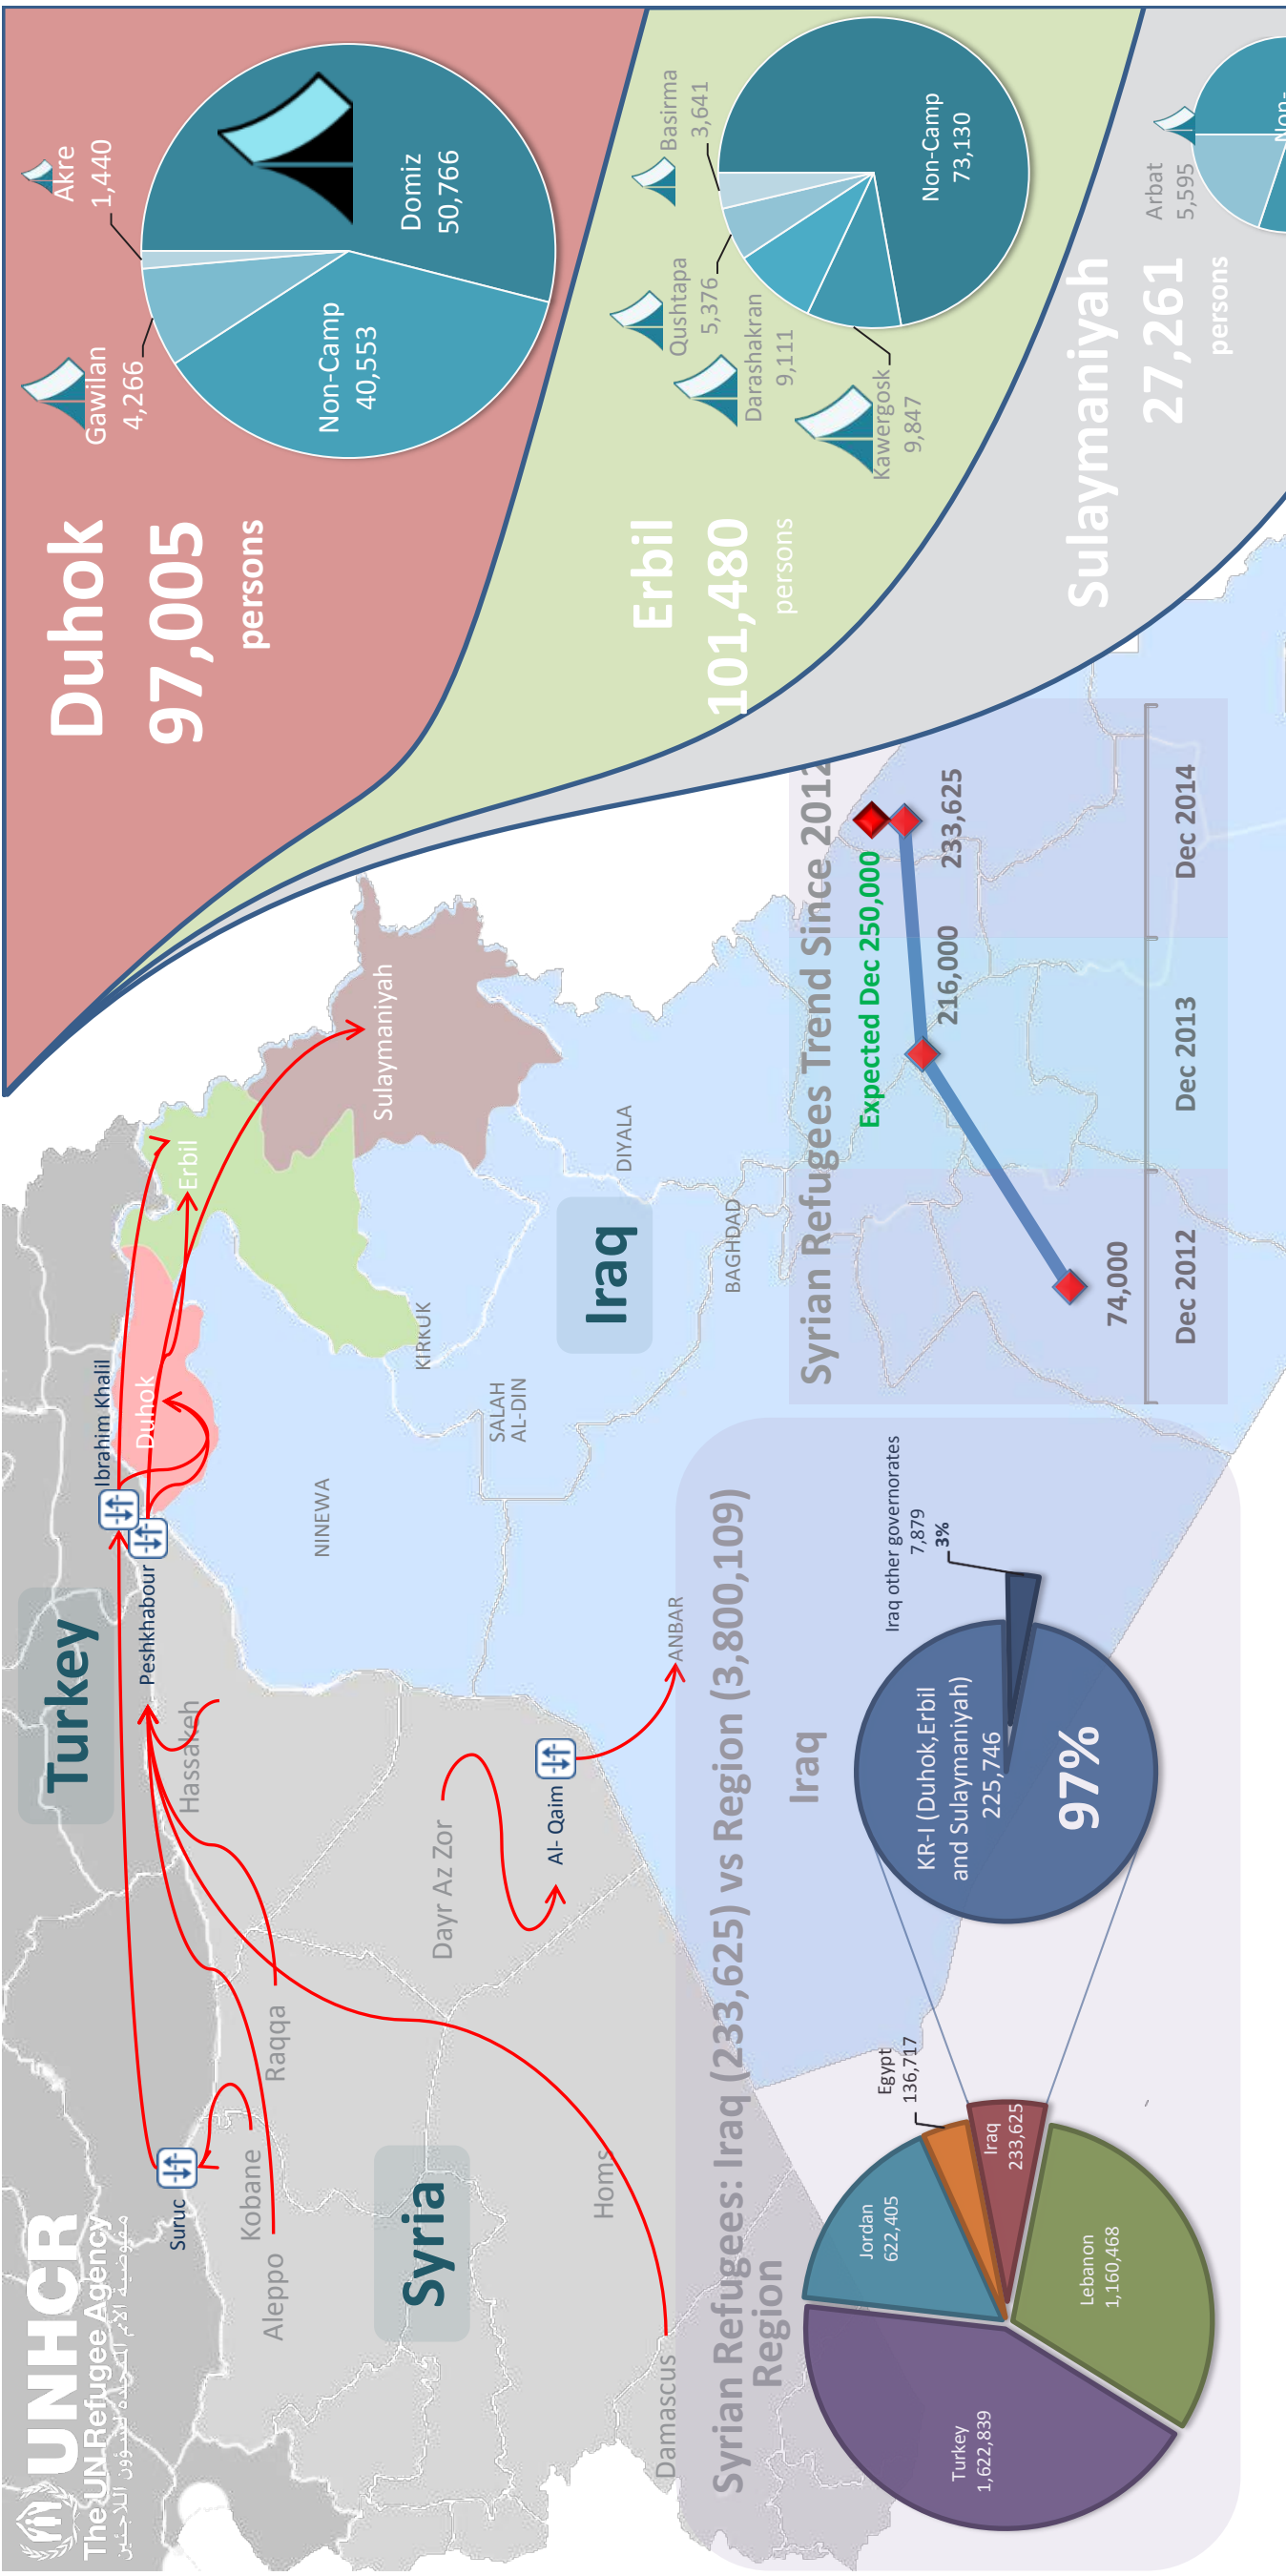 UNHCR
The UN Refugee Agency
مفوضية الأمم المتحدة لشؤون اللاجئين
Turkey
Syria
Iraq
Suruc
Kobane
Aleppo
Raqqa
Hassakeh
Dayr Az Zor
Homs
Damascus
Peshkhabour
Ibrahim Khalil
Al- Qaim
Duhok
Erbil
Sulaymaniyah
NINEWA
KIRKUK
SALAH
AL-DIN
DIYALA
BAGHDAD
ANBAR
Duhok
97,005
persons
Gawilan
4,266
Akre
1,440
Non-Camp
40,553
Domiz
50,766
Erbil
101,480
persons
Basirma
3,641
Qushtapa
5,376
Darashakran
9,111
Kawergosk
9,847
Non-Camp
73,130
Sulaymaniyah
27,261
persons
Arbat
5,595
Non-
Syrian Refugees: Iraq (233,625) vs Region (3,800,109)
Region
Turkey
1,622,839
Jordan
622,405
Egypt
136,717
Iraq
233,625
Lebanon
1,160,468
Iraq
KR-I (Duhok,Erbil
and Sulaymaniyah)
225,746
97%
Iraq other governorates
7,879
3%
Syrian Refugees Trend Since 2012
Expected Dec 250,000
74,000
216,000
233,625
Dec 2012
Dec 2013
Dec 2014